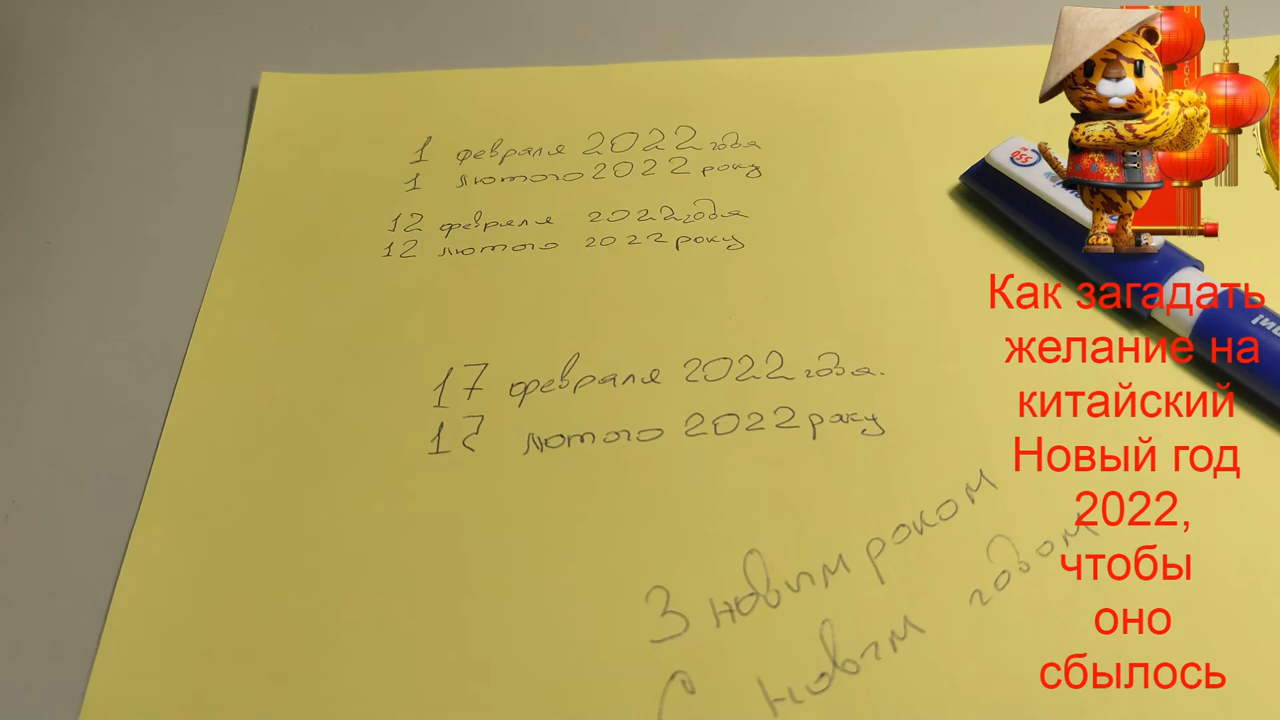 1 февраля 2022 года
1 лютого 2022 року
12 февраля 2022 года
12 лютого 2022 року
17 февраля 2022 года.
17 лютого 2022 року
З новым роком
С новым годом
550
Как загадать
желание на
китайский
Новый год
2022,
чтобы
оно
сбылось